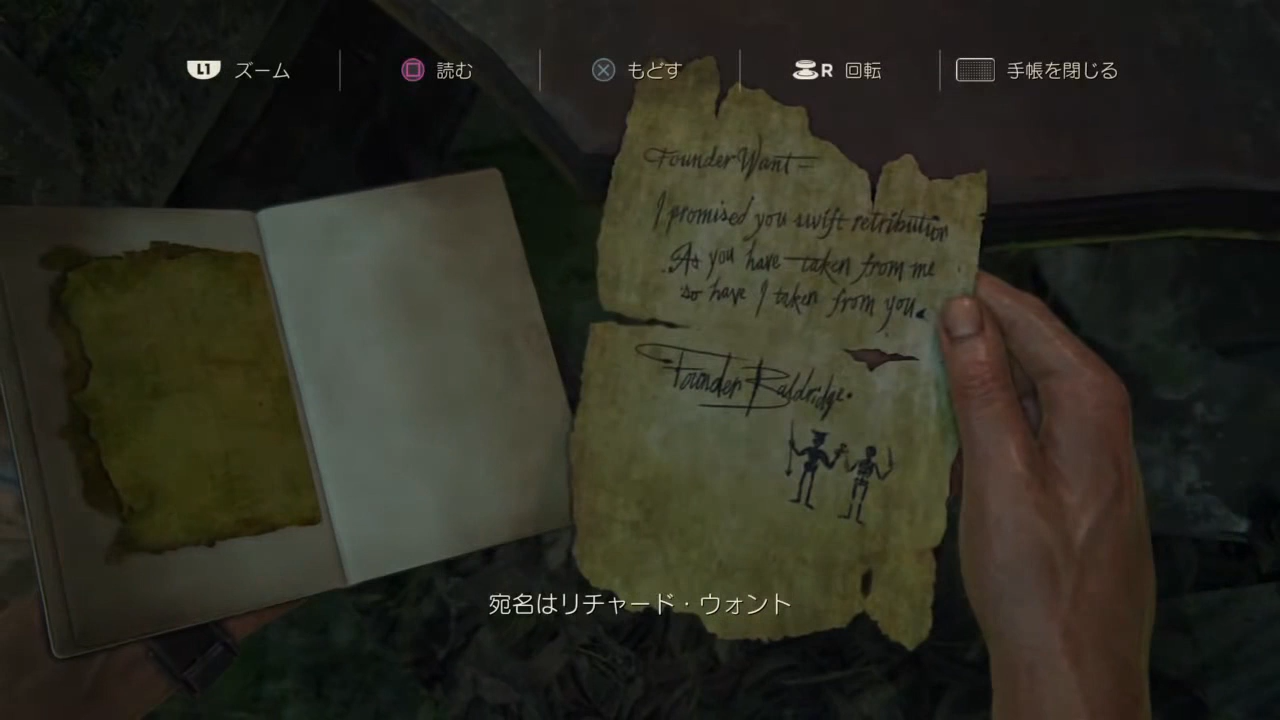 L1 ズーム
読む
もどす
R 回転
手帳を閉じる
Founder Want—
I promised you swift retribution
As you have taken from me
so have I taken from you.
Founder Baldridge.
宛名はリチャード・ウォント